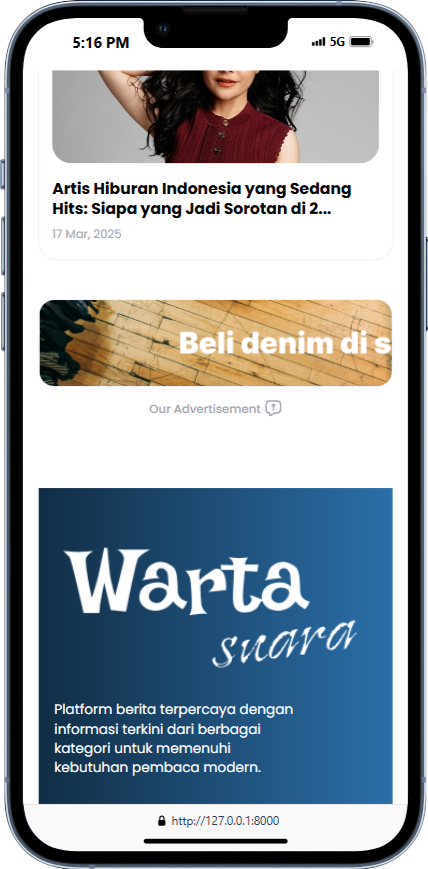 5:16 PM
5G
Artis Hiburan Indonesia yang Sedang
Hits: Siapa yang Jadi Sorotan di 2...
17 Mar, 2025
Beli denim di s
Our Advertisement
Warta
suara
Platform berita terpercaya dengan
informasi terkini dari berbagai
kategori untuk memenuhi
kebutuhan pembaca modern.
http://127.0.0.1:8000